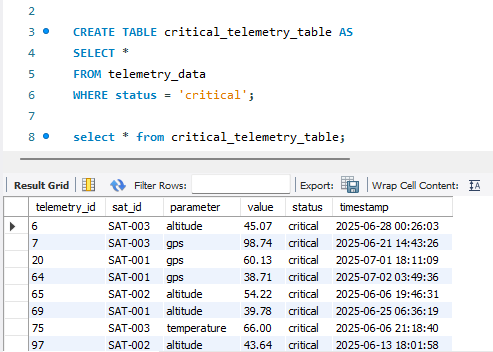 2
3 CREATE TABLE critical_telemetry_table AS
4 SELECT *
5 FROM telemetry_data
6 WHERE status = 'critical';
7
8 select * from critical_telemetry_table;
Result Grid Filter Rows: Export: Wrap Cell Content:
telemetry_id sat_id parameter value status timestamp
6 SAT-003 altitude 45.07 critical 2025-06-28 00:26:03
7 SAT-003 gps 98.74 critical 2025-06-21 14:43:26
20 SAT-001 gps 60.13 critical 2025-07-01 18:11:09
64 SAT-001 gps 38.71 critical 2025-07-02 03:49:36
65 SAT-002 altitude 54.22 critical 2025-06-06 19:46:31
69 SAT-001 altitude 39.78 critical 2025-06-25 06:36:19
75 SAT-003 temperature 66.00 critical 2025-06-06 21:18:40
97 SAT-002 altitude 43.64 critical 2025-06-13 18:01:58